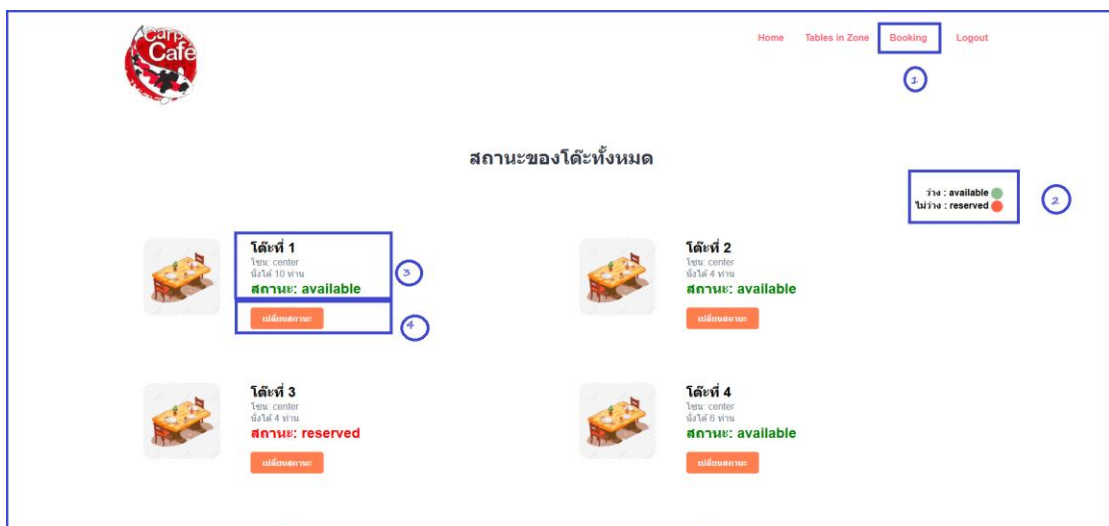 Carp
Café
Home Tables in Zone Booking Logout
1
สถานะของโต๊ะทั้งหมด
ว่าง : available
ไม่ว่าง : reserved
2
โต๊ะที่ 1
โซน: center
นั่งได้ 10 ท่าน
สถานะ: available
3
เปลี่ยนสถานะ
4
โต๊ะที่ 2
โซน: center
นั่งได้ 4 ท่าน
สถานะ: available
เปลี่ยนสถานะ
โต๊ะที่ 3
โซน: center
นั่งได้ 4 ท่าน
สถานะ: reserved
เปลี่ยนสถานะ
โต๊ะที่ 4
โซน: center
นั่งได้ 6 ท่าน
สถานะ: available
เปลี่ยนสถานะ